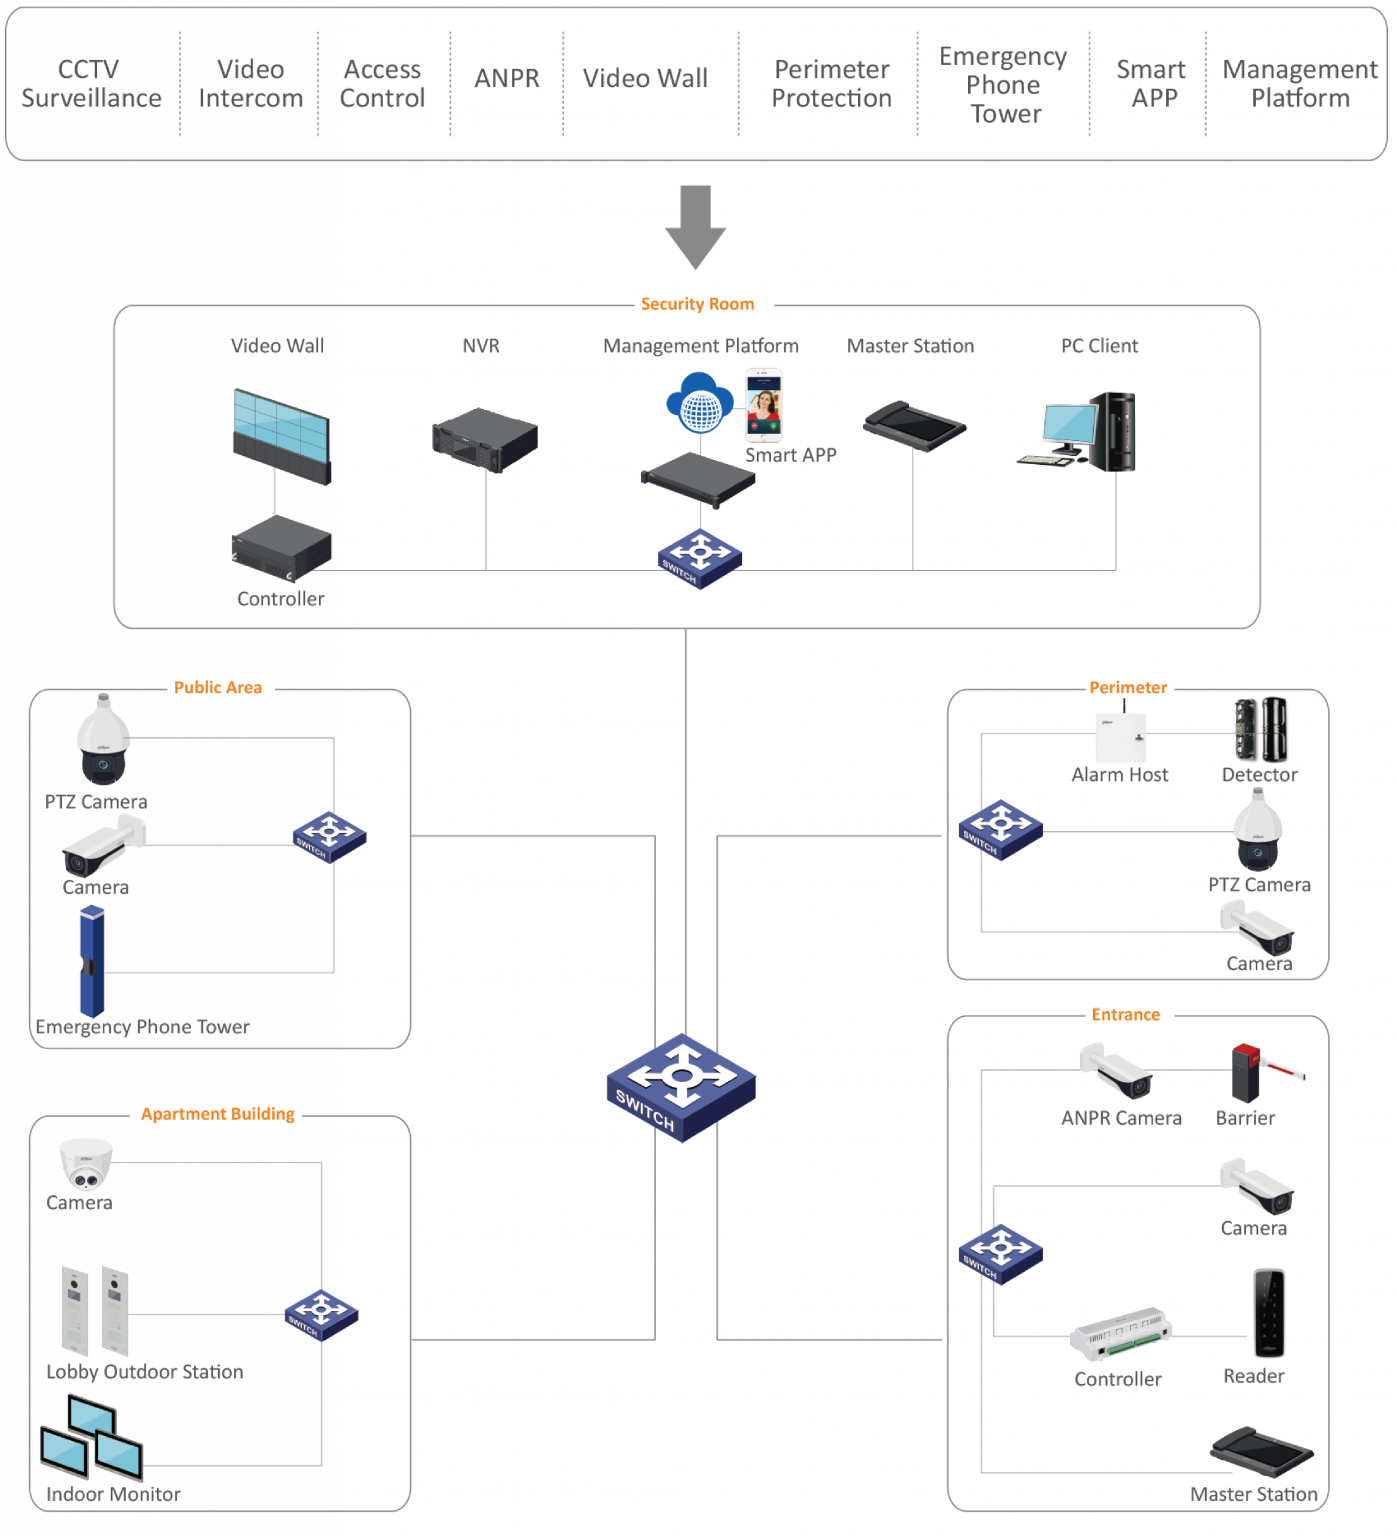 CCTV
Surveillance
Video
Intercom
Access
Control
ANPR
Video Wall
Perimeter
Protection
Emergency
Phone
Tower
Smart
APP
Management
Platform
Security Room
Video Wall
NVR
Management Platform
Master Station
PC Client
Smart APP
SWITCH
Controller
Public Area
PTZ Camera
SWITCH
Camera
Emergency Phone Tower
Perimeter
Alarm Host
Detector
SWITCH
PTZ Camera
Camera
SWITCH
Apartment Building
Camera
Lobby Outdoor Station
SWITCH
Indoor Monitor
Entrance
ANPR Camera
Barrier
Camera
SWITCH
Controller
Reader
Master Station